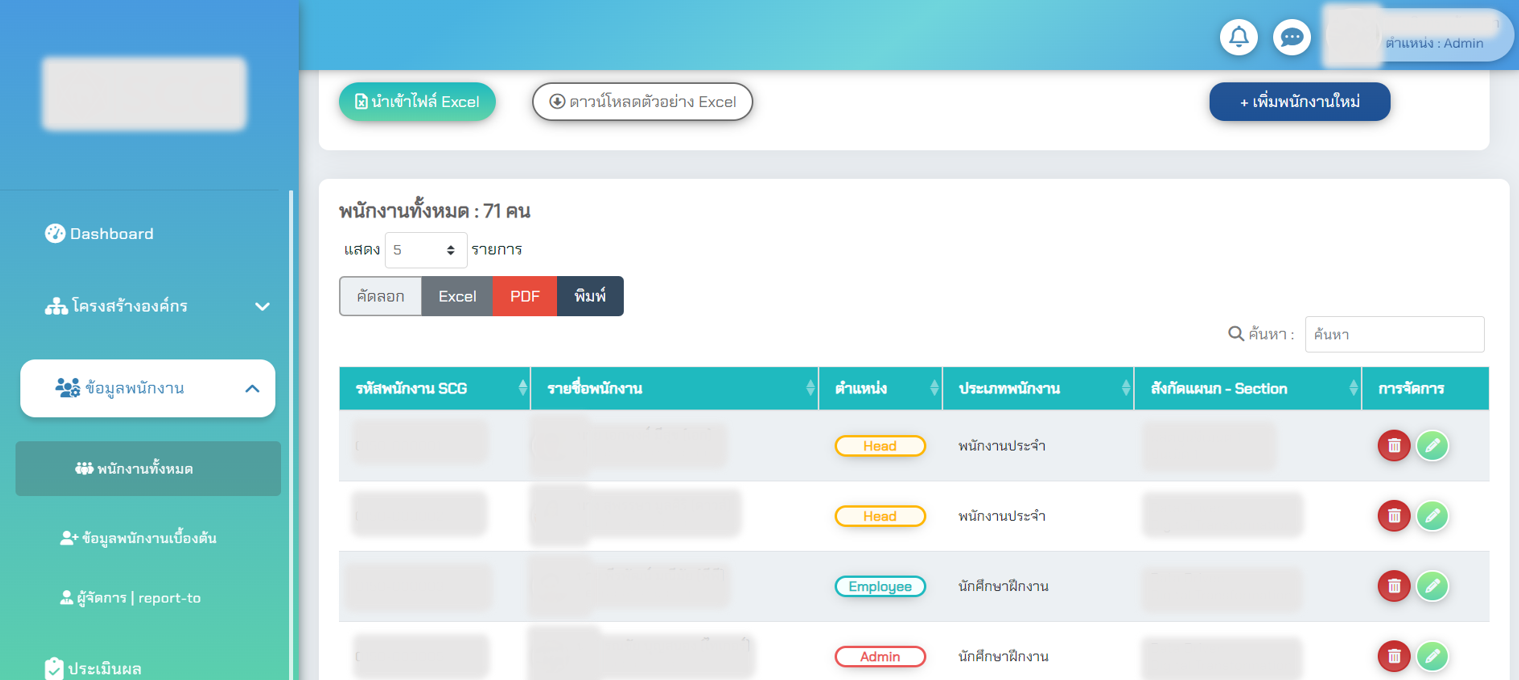 ตำแหน่ง : Admin
นำเข้าไฟล์ Excel
ดาวน์โหลดตัวอย่าง Excel
+ เพิ่มพนักงานใหม่
Dashboard
โครงสร้างองค์กร
ข้อมูลพนักงาน
พนักงานทั้งหมด
ข้อมูลพนักงานเบื้องต้น
ผู้จัดการ | report-to
ประเมินผล
พนักงานทั้งหมด : 71 คน
แสดง 5 รายการ
คัดลอก Excel PDF พิมพ์
ค้นหา : ค้นหา
รหัสพนักงาน SCG รายชื่อพนักงาน ตำแหน่ง ประเภทพนักงาน สังกัดแผนก - Section การจัดการ
Head พนักงานประจำ
Head พนักงานประจำ
Employee นักศึกษาฝึกงาน
Admin นักศึกษาฝึกงาน